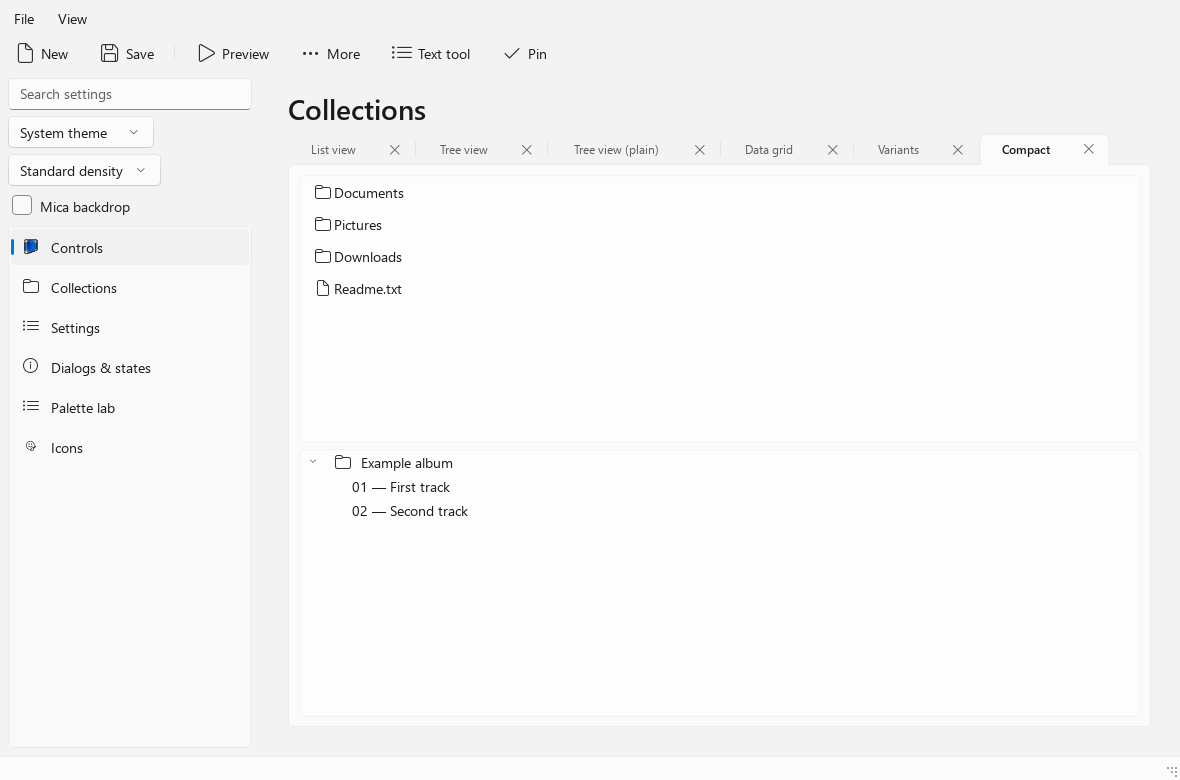 File View
New Save Preview More Text tool Pin
Search settings
System theme
Standard density
Mica backdrop
Controls
Collections
Settings
Dialogs & states
Palette lab
Icons
Collections
List view Tree view Tree view (plain) Data grid Variants Compact
Documents
Pictures
Downloads
Readme.txt
Example album
01 — First track
02 — Second track